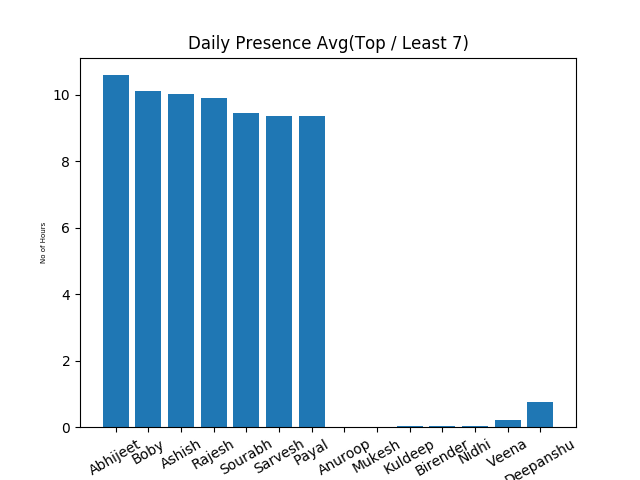 Daily Presence Avg(Top / Least 7)
No of Hours
10
8
6
4
2
0
Abhijeet
Boby
Ashish
Rajesh
Sourabh
Sarvesh
Payal
Anuroop
Mukesh
Kuldeep
Birender
Nidhi
Veena
Deepanshu